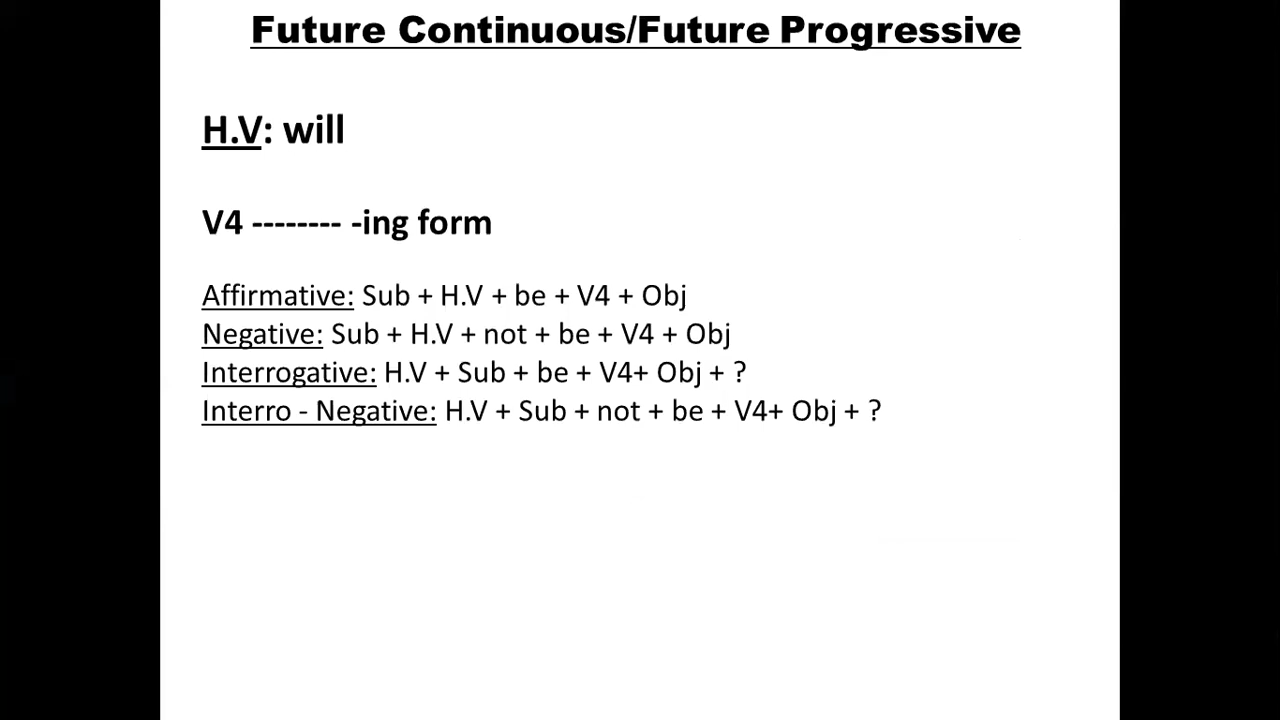 Future Continuous/Future Progressive
H.V: will
V4 -------- -ing form
Affirmative: Sub + H.V + be + V4 + Obj
Negative: Sub + H.V + not + be + V4 + Obj
Interrogative: H.V + Sub + be + V4+ Obj + ?
Interro - Negative: H.V + Sub + not + be + V4+ Obj + ?